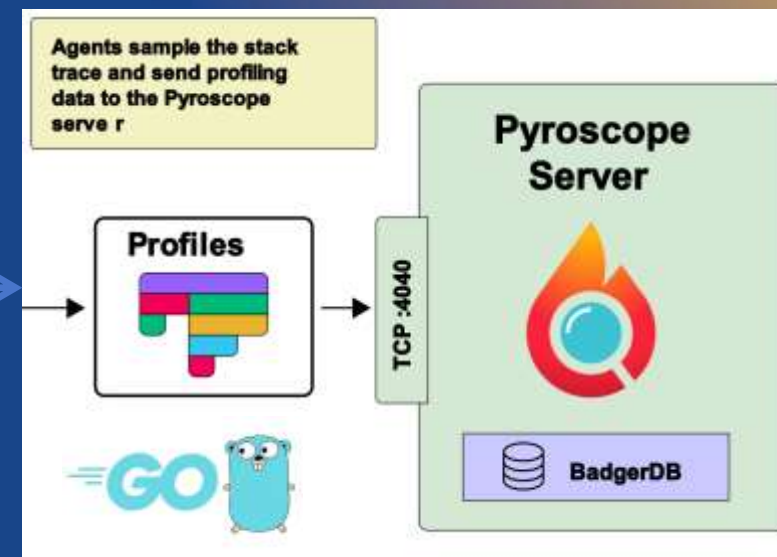 Agents sample the stack
trace and send profiling
data to the Pyroscope
serve r
Pyroscope
Server
Profiles
TCP :4040
GO
BadgerDB